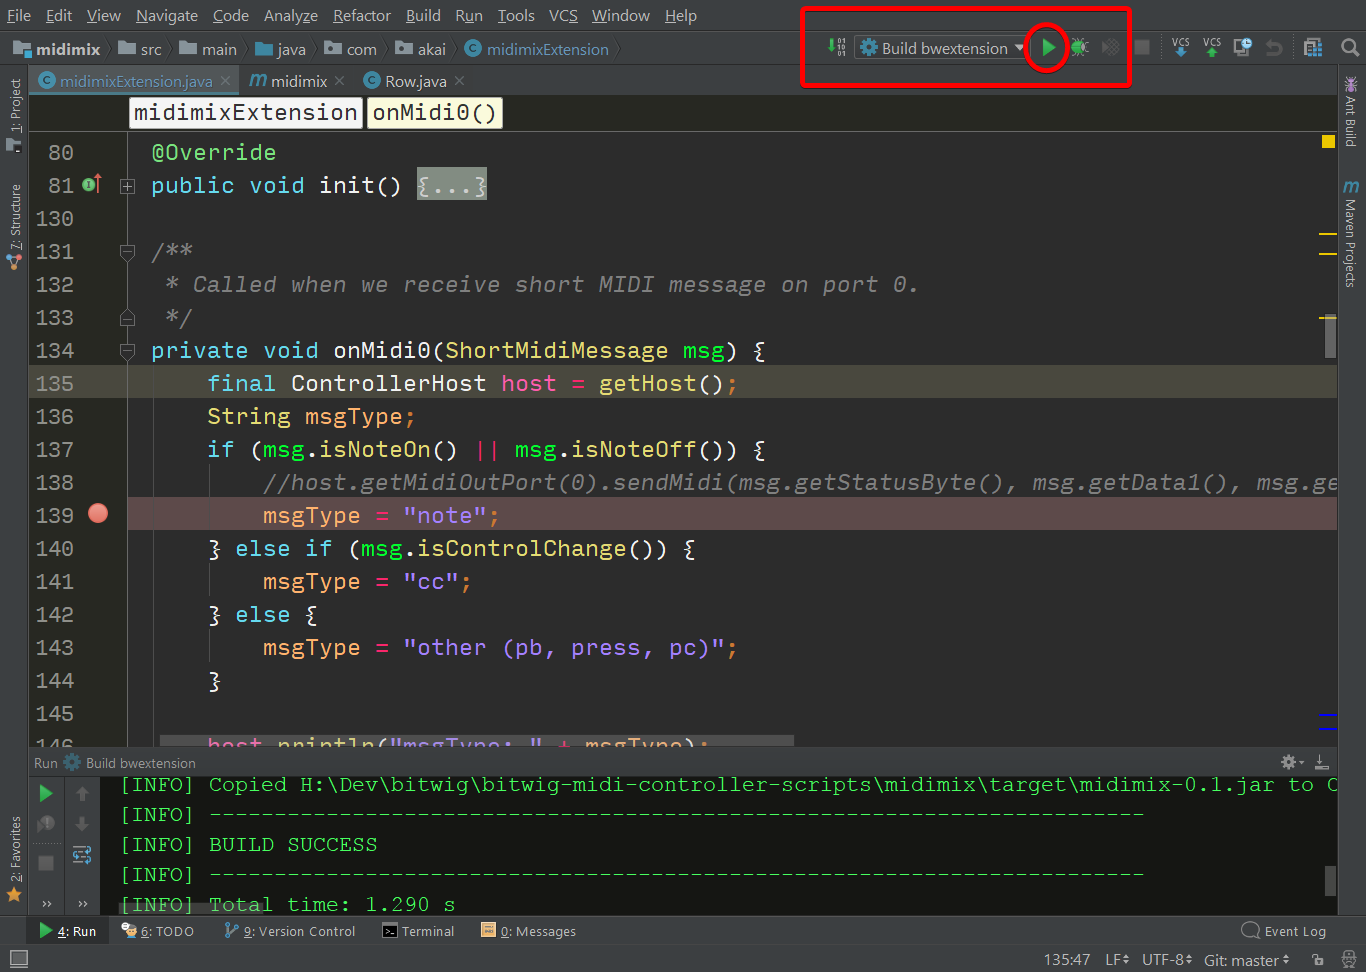 File Edit View Navigate Code Analyze Refactor Build Run Tools VCS Window Help
midimix src main java com akai midimixExtension
Build bwextension
VCS VCS
midimixExtension.java midimix Row.java
midimixExtension onMidi0()
80 @Override
81 public void init() {...}
130
131 /**
132 * Called when we receive short MIDI message on port 0.
133 */
134 private void onMidi0(ShortMidiMessage msg) {
135 final ControllerHost host = getHost();
136 String msgType;
137 if (msg.isNoteOn() || msg.isNoteOff()) {
138 //host.getMidiOutPort(0).sendMidi(msg.getStatusByte(), msg.getData1(), msg.ge
139 msgType = "note";
140 } else if (msg.isControlChange()) {
141 msgType = "cc";
142 } else {
143 msgType = "other (pb, press, pc)";
144 }
145
146 host.println("msgType: " + msgType);
1: Project
7: Structure
2: Favorites
Ant Build
Maven Projects
Run Build bwextension
[INFO] Copied H:\Dev\bitwig\bitwig-midi-controller-scripts\midimix\target\midimix-0.1.jar to C
[INFO] ------------------------------------------------------------------------
[INFO] BUILD SUCCESS
[INFO] ------------------------------------------------------------------------
[INFO] Total time: 1.290 s
4: Run 6: TODO 9: Version Control Terminal 0: Messages Event Log
135:47 LF UTF-8 Git: master